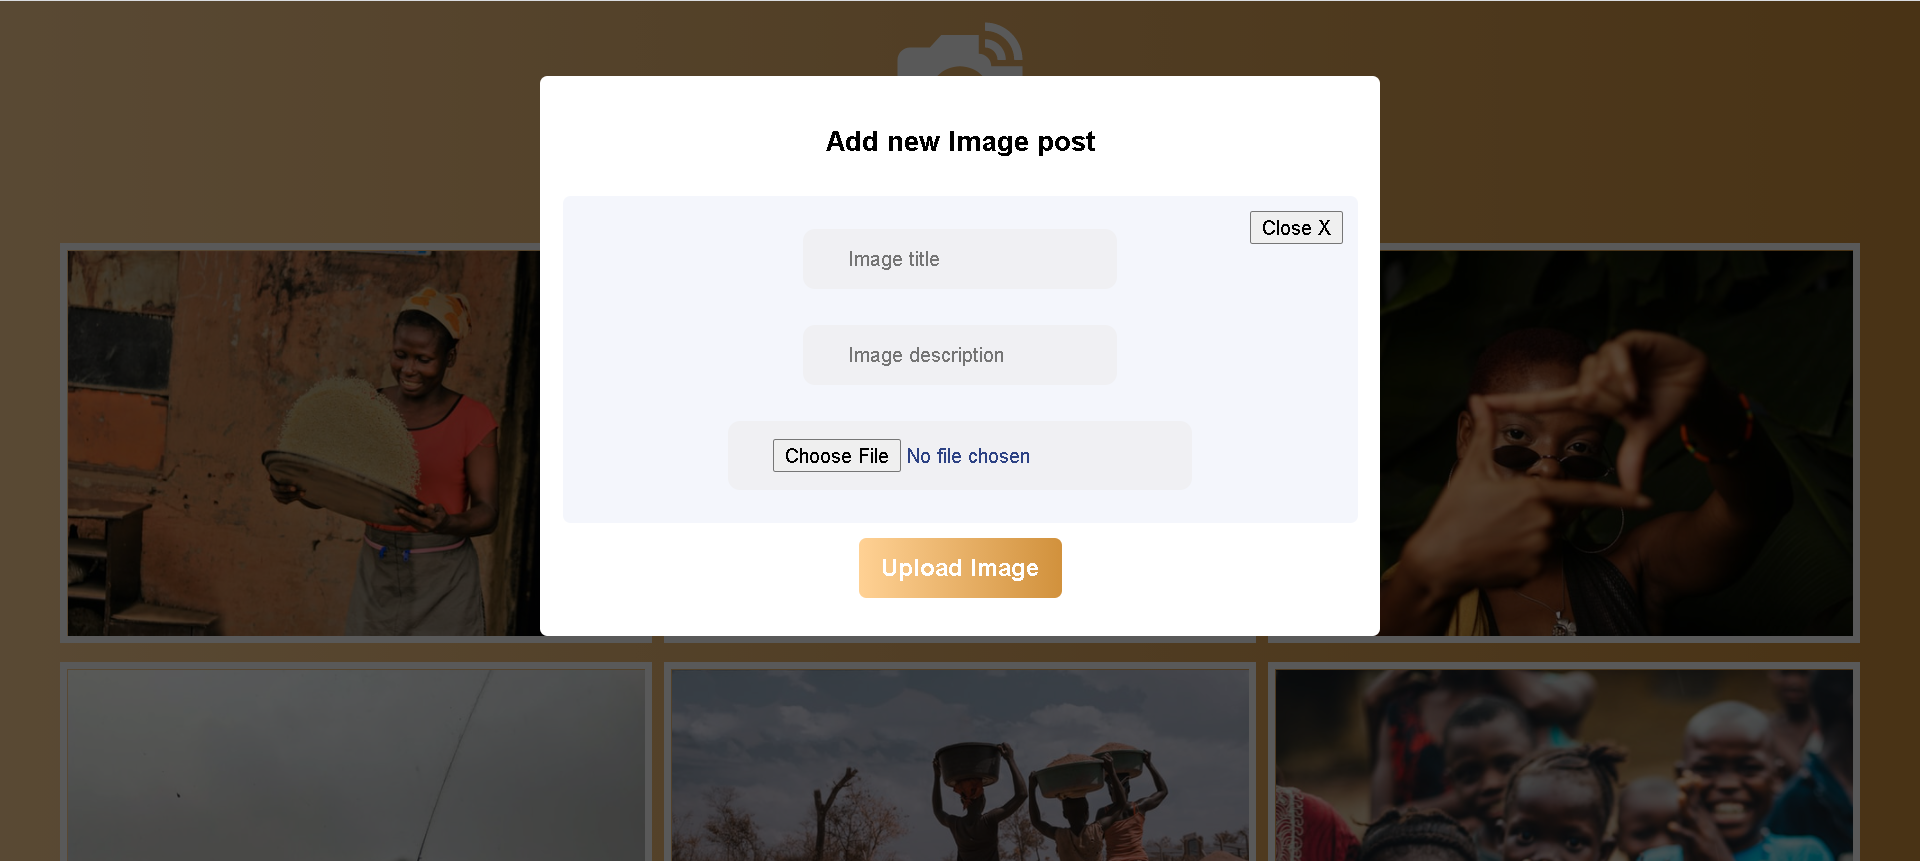 Add new Image post
Close X
Image title
Image description
Choose File No file chosen
Upload Image